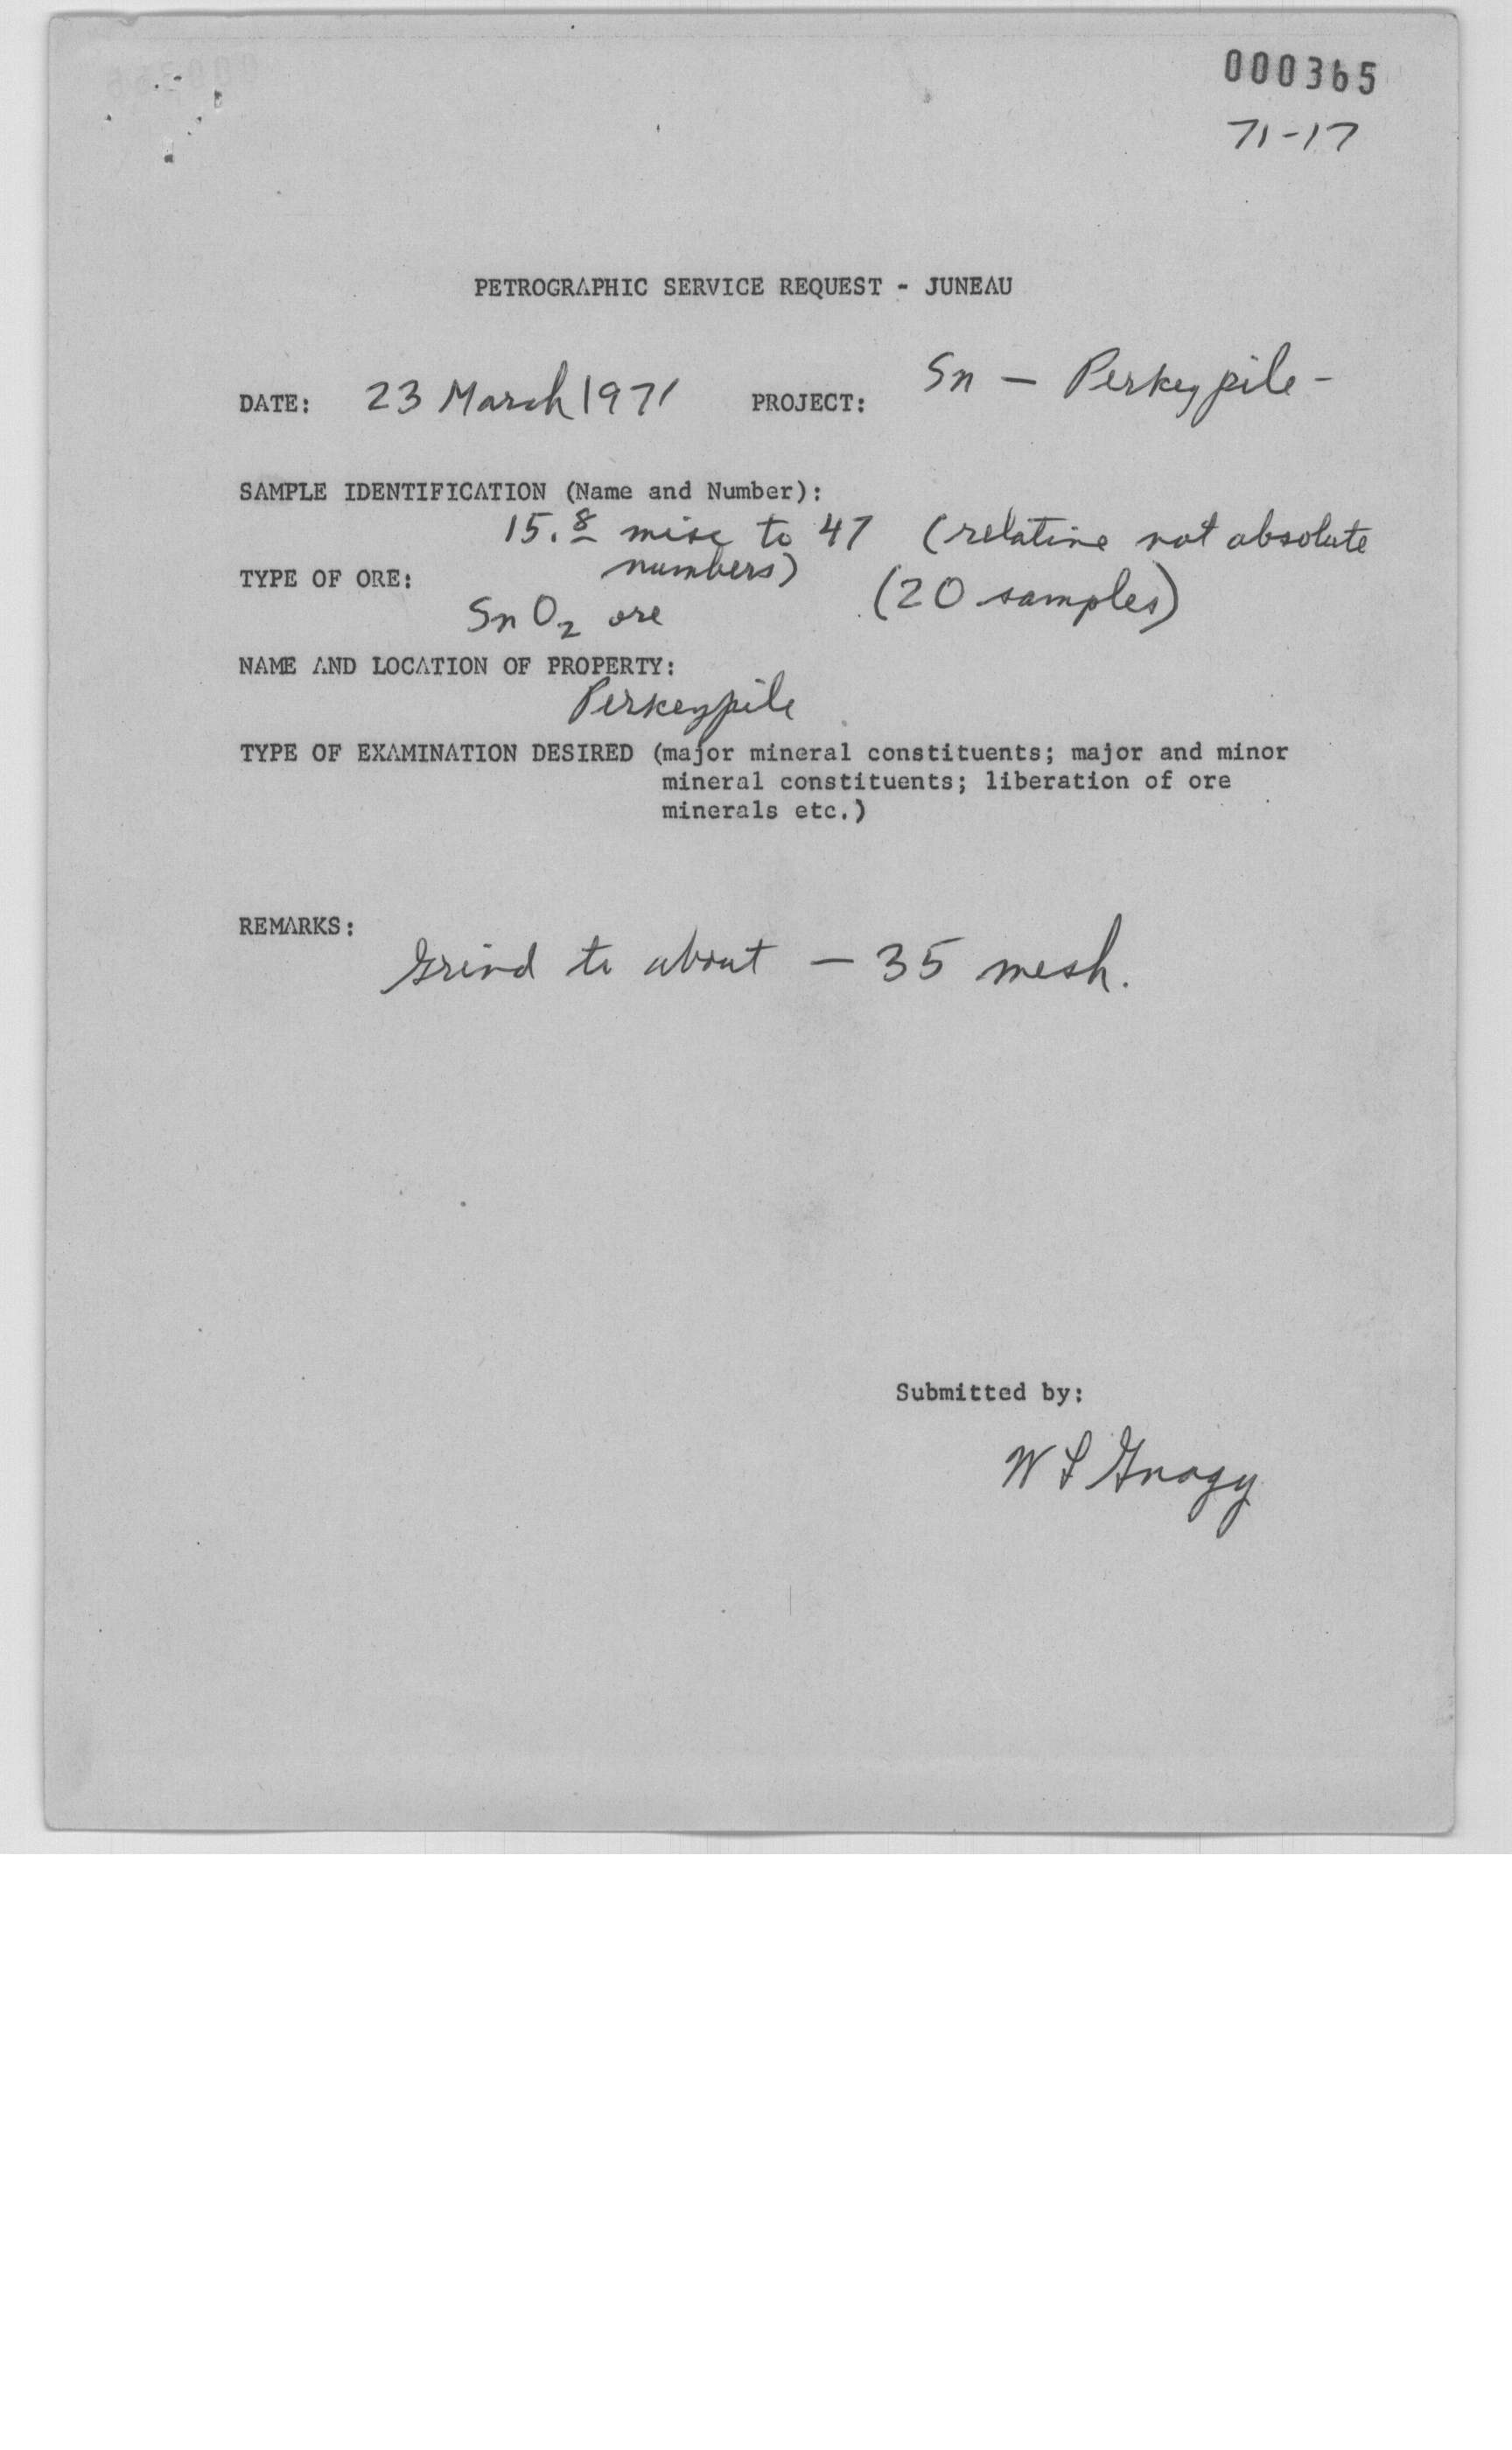 000365
71-17
PETROGRAPHIC SERVICE REQUEST - JUNEAU
DATE: 23 March 1971 PROJECT: Sn - Perkeypile -
SAMPLE IDENTIFICATION (Name and Number):
15.8 misc to 47 (relative not absolute
numbers)
TYPE OF ORE:
SnO2 ore (20 samples)
NAME AND LOCATION OF PROPERTY:
Perkeypile
TYPE OF EXAMINATION DESIRED (major mineral constituents; major and minor
mineral constituents; liberation of ore
minerals etc.)
REMARKS:
Grind to about - 35 mesh.
Submitted by:
W L Gnagy